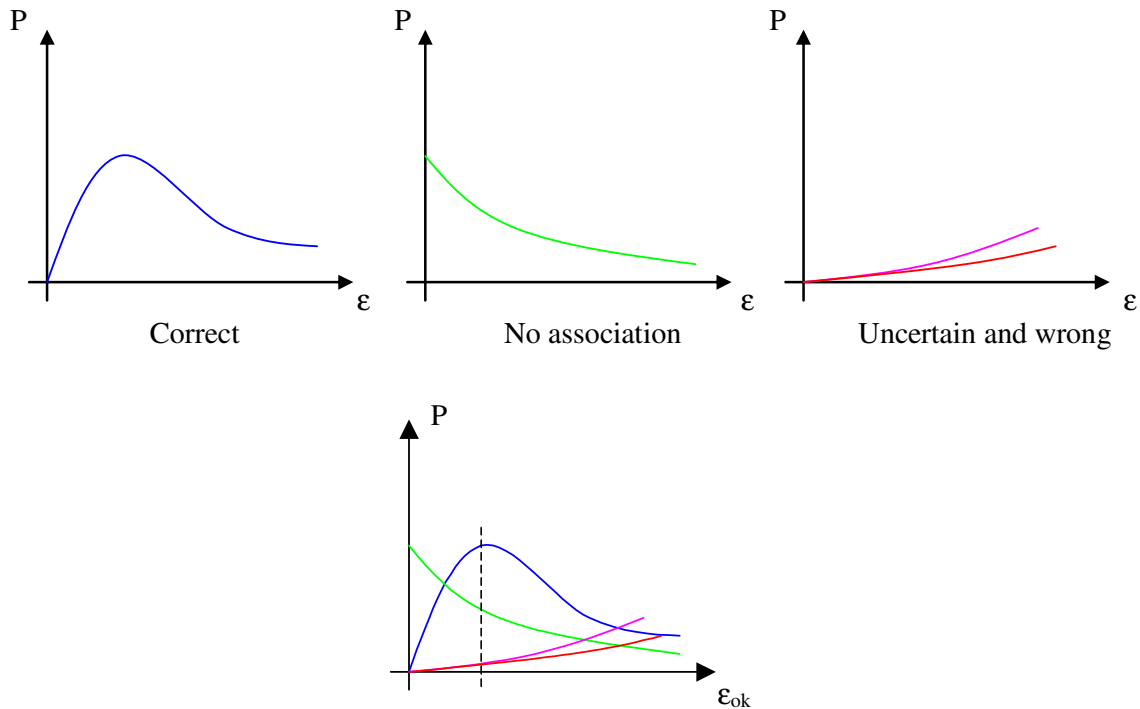 P P P
ε ε ε
Correct No association Uncertain and wrong
P
εok